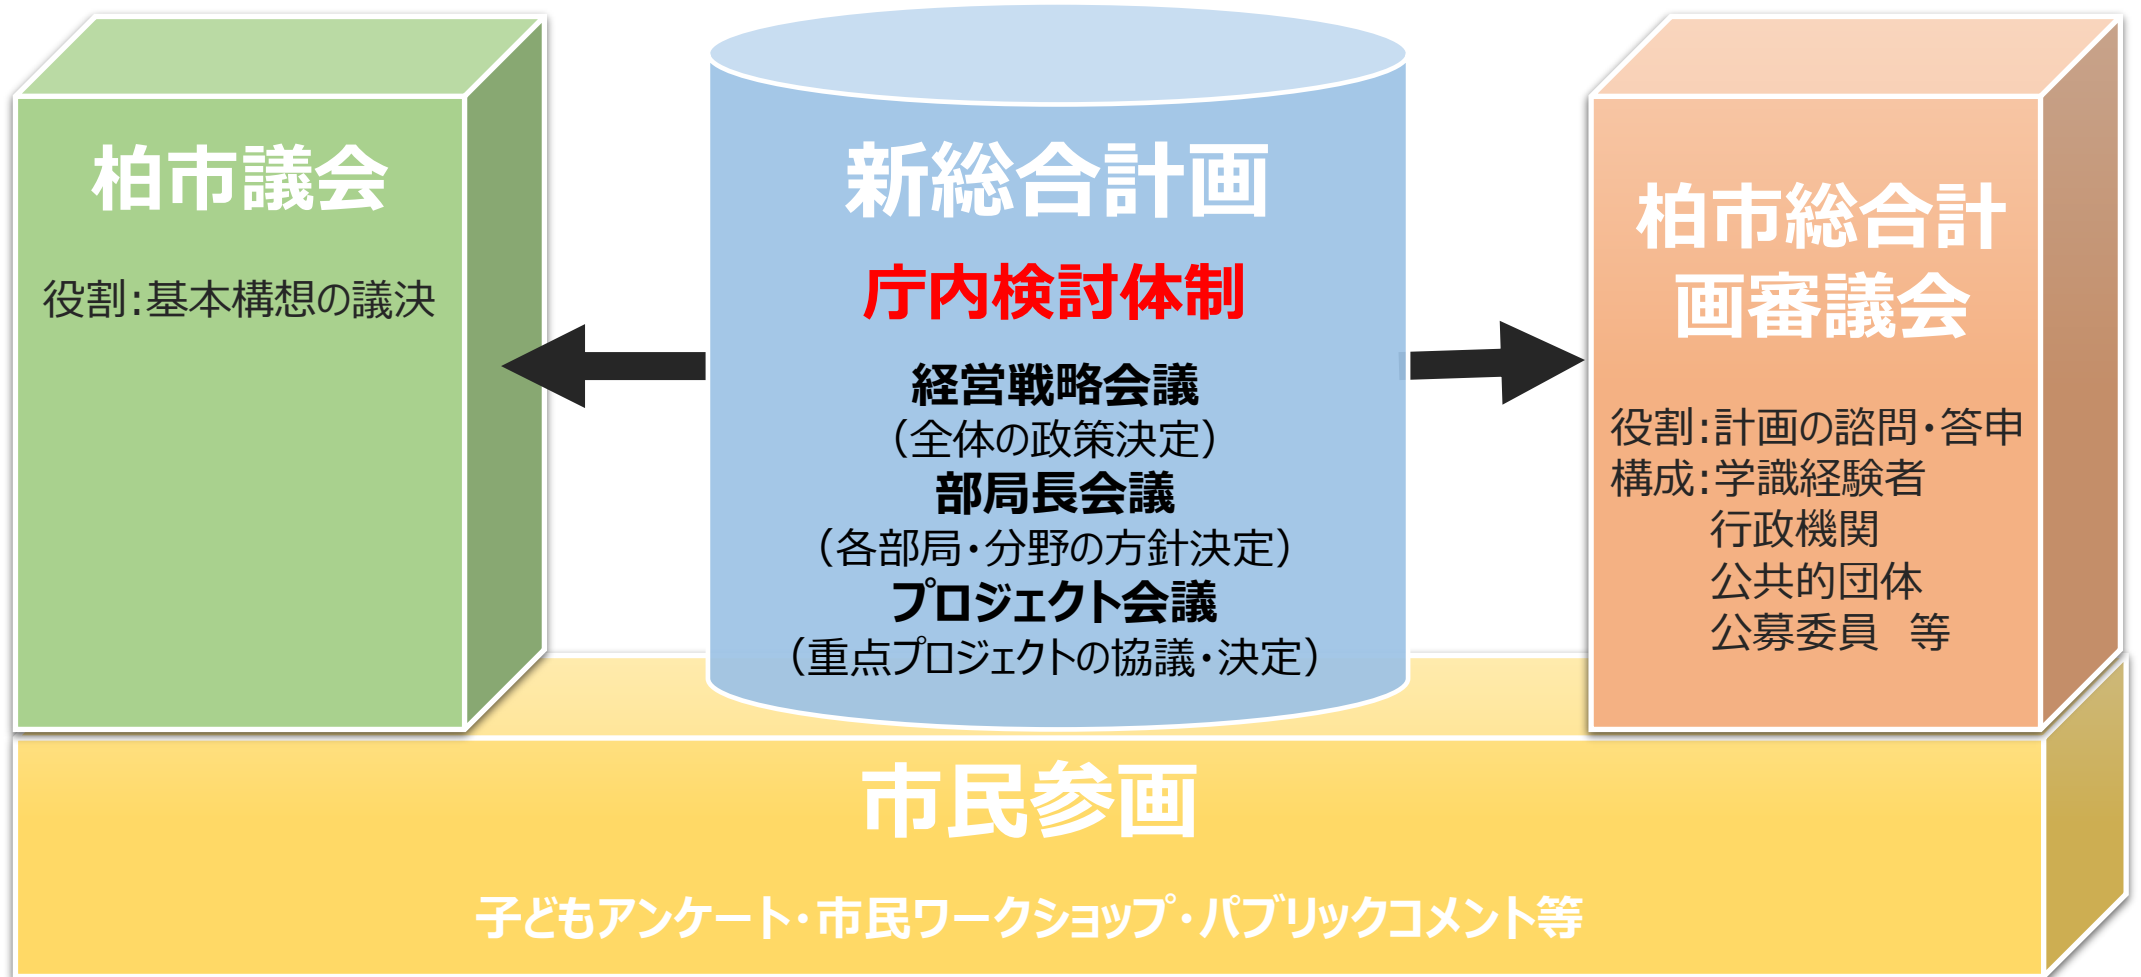 柏市議会
役割:基本構想の議決
新総合計画
庁内検討体制
経営戦略会議
（全体の政策決定）
部局長会議
（各部局・分野の方針決定）
プロジェクト会議
（重点プロジェクトの協議・決定）
柏市総合計
画審議会
役割:計画の諮問・答申
構成:学識経験者
行政機関
公共的団体
公募委員　等
市民参画
子どもアンケート・市民ワークショップ・パブリックコメント等